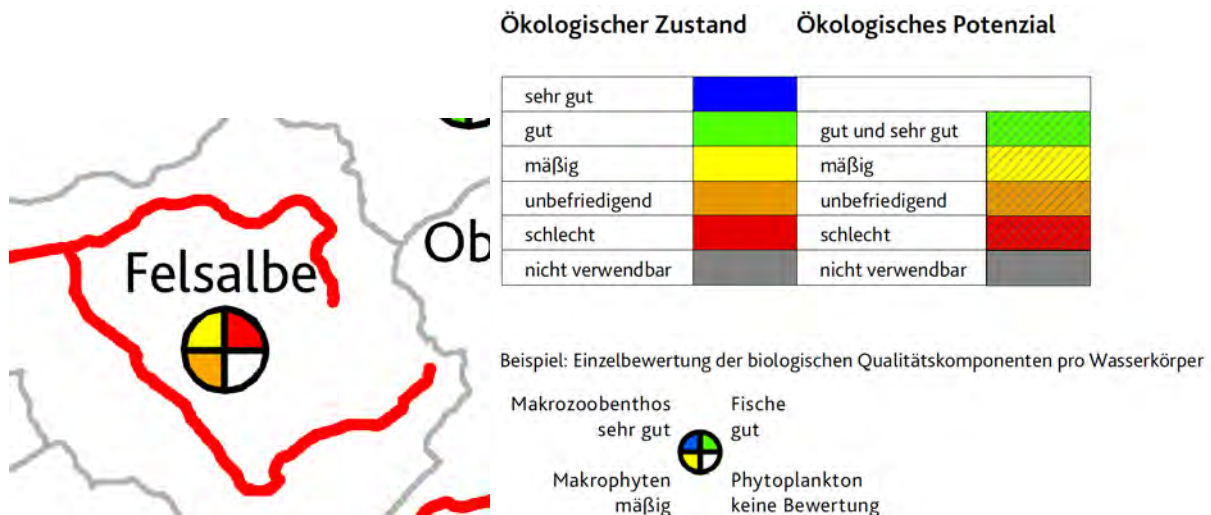 Ökologischer Zustand Ökologisches Potenzial
sehr gut
gut gut und sehr gut
mäßig mäßig
unbefriedigend unbefriedigend
schlecht schlecht
nicht verwendbar nicht verwendbar
Ob
Felsalbe
Beispiel: Einzelbewertung der biologischen Qualitätskomponenten pro Wasserkörper
Makrozoobenthos Fische
sehr gut gut
Makrophyten Phytoplankton
mäßig keine Bewertung